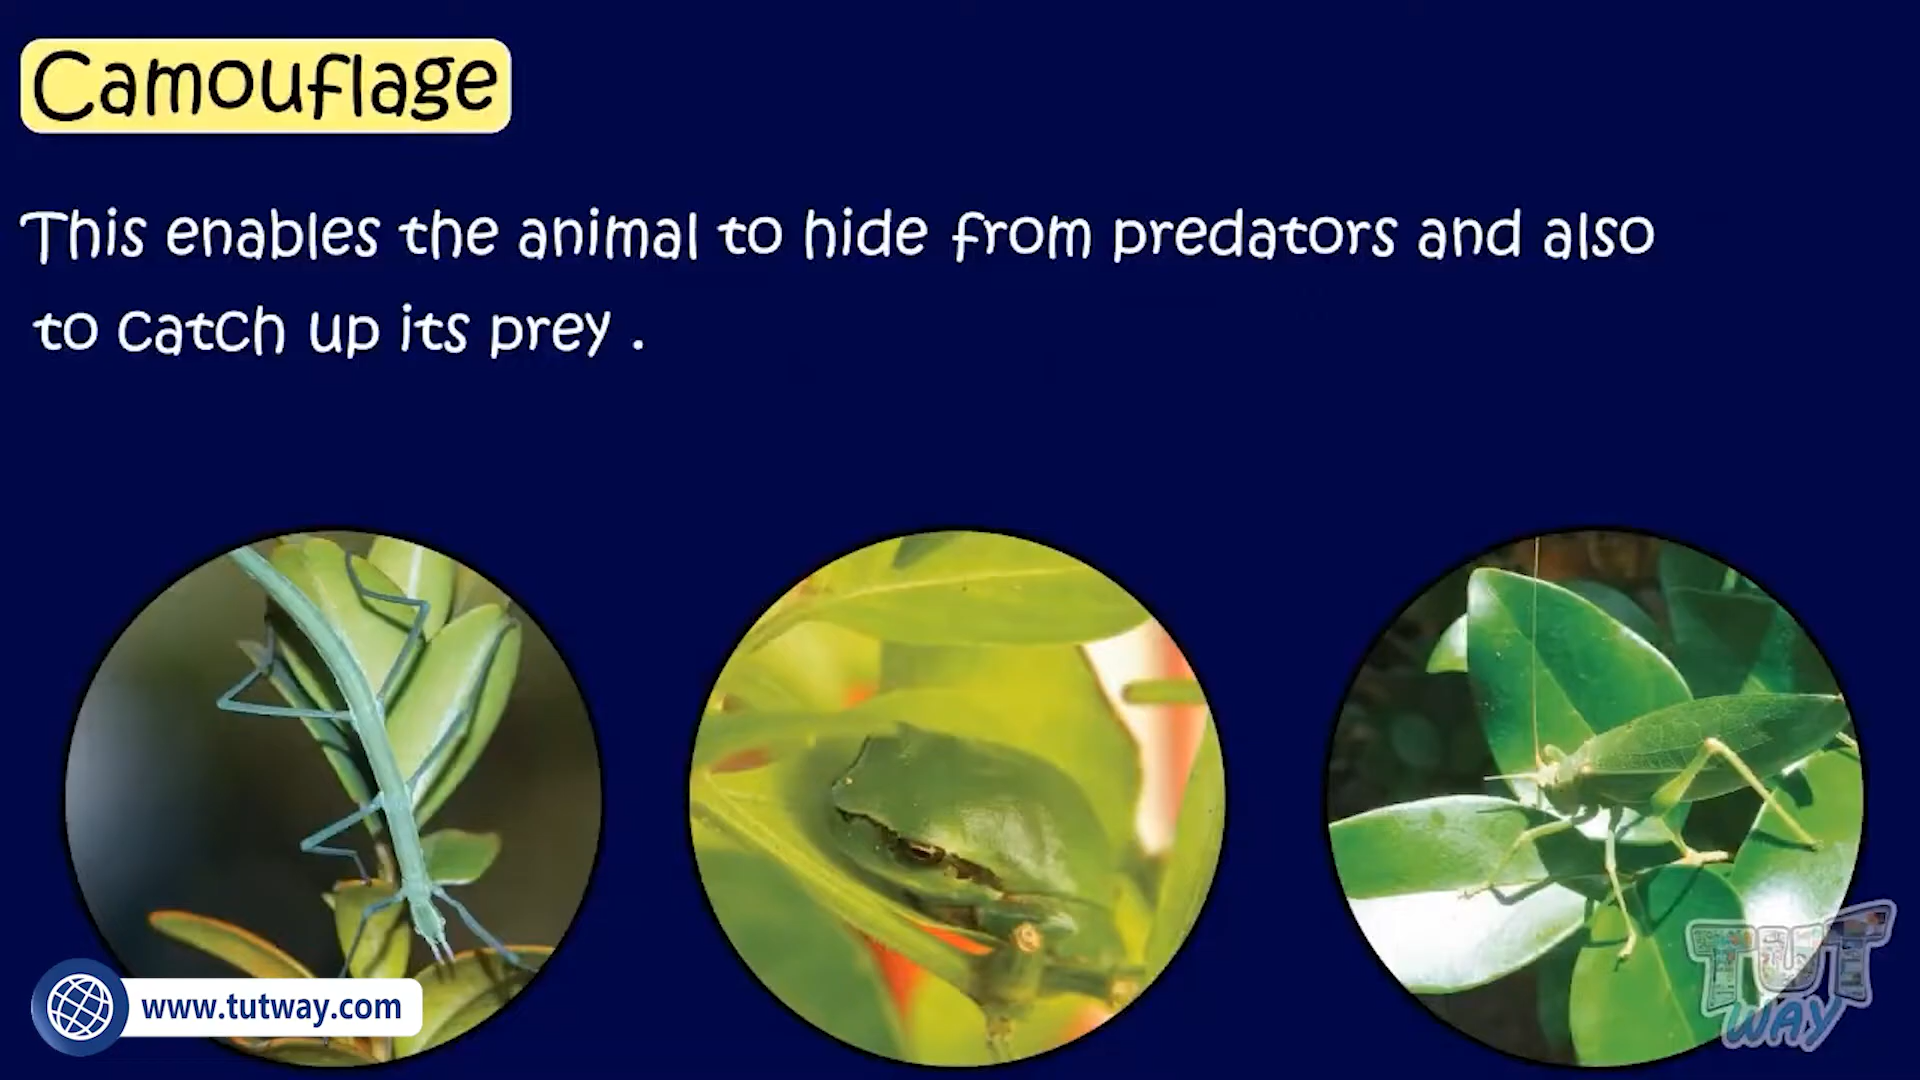 Camouflage
This enables the animal to hide from predators and also
to catch up its prey .
www.tutway.com
TUT
WAY